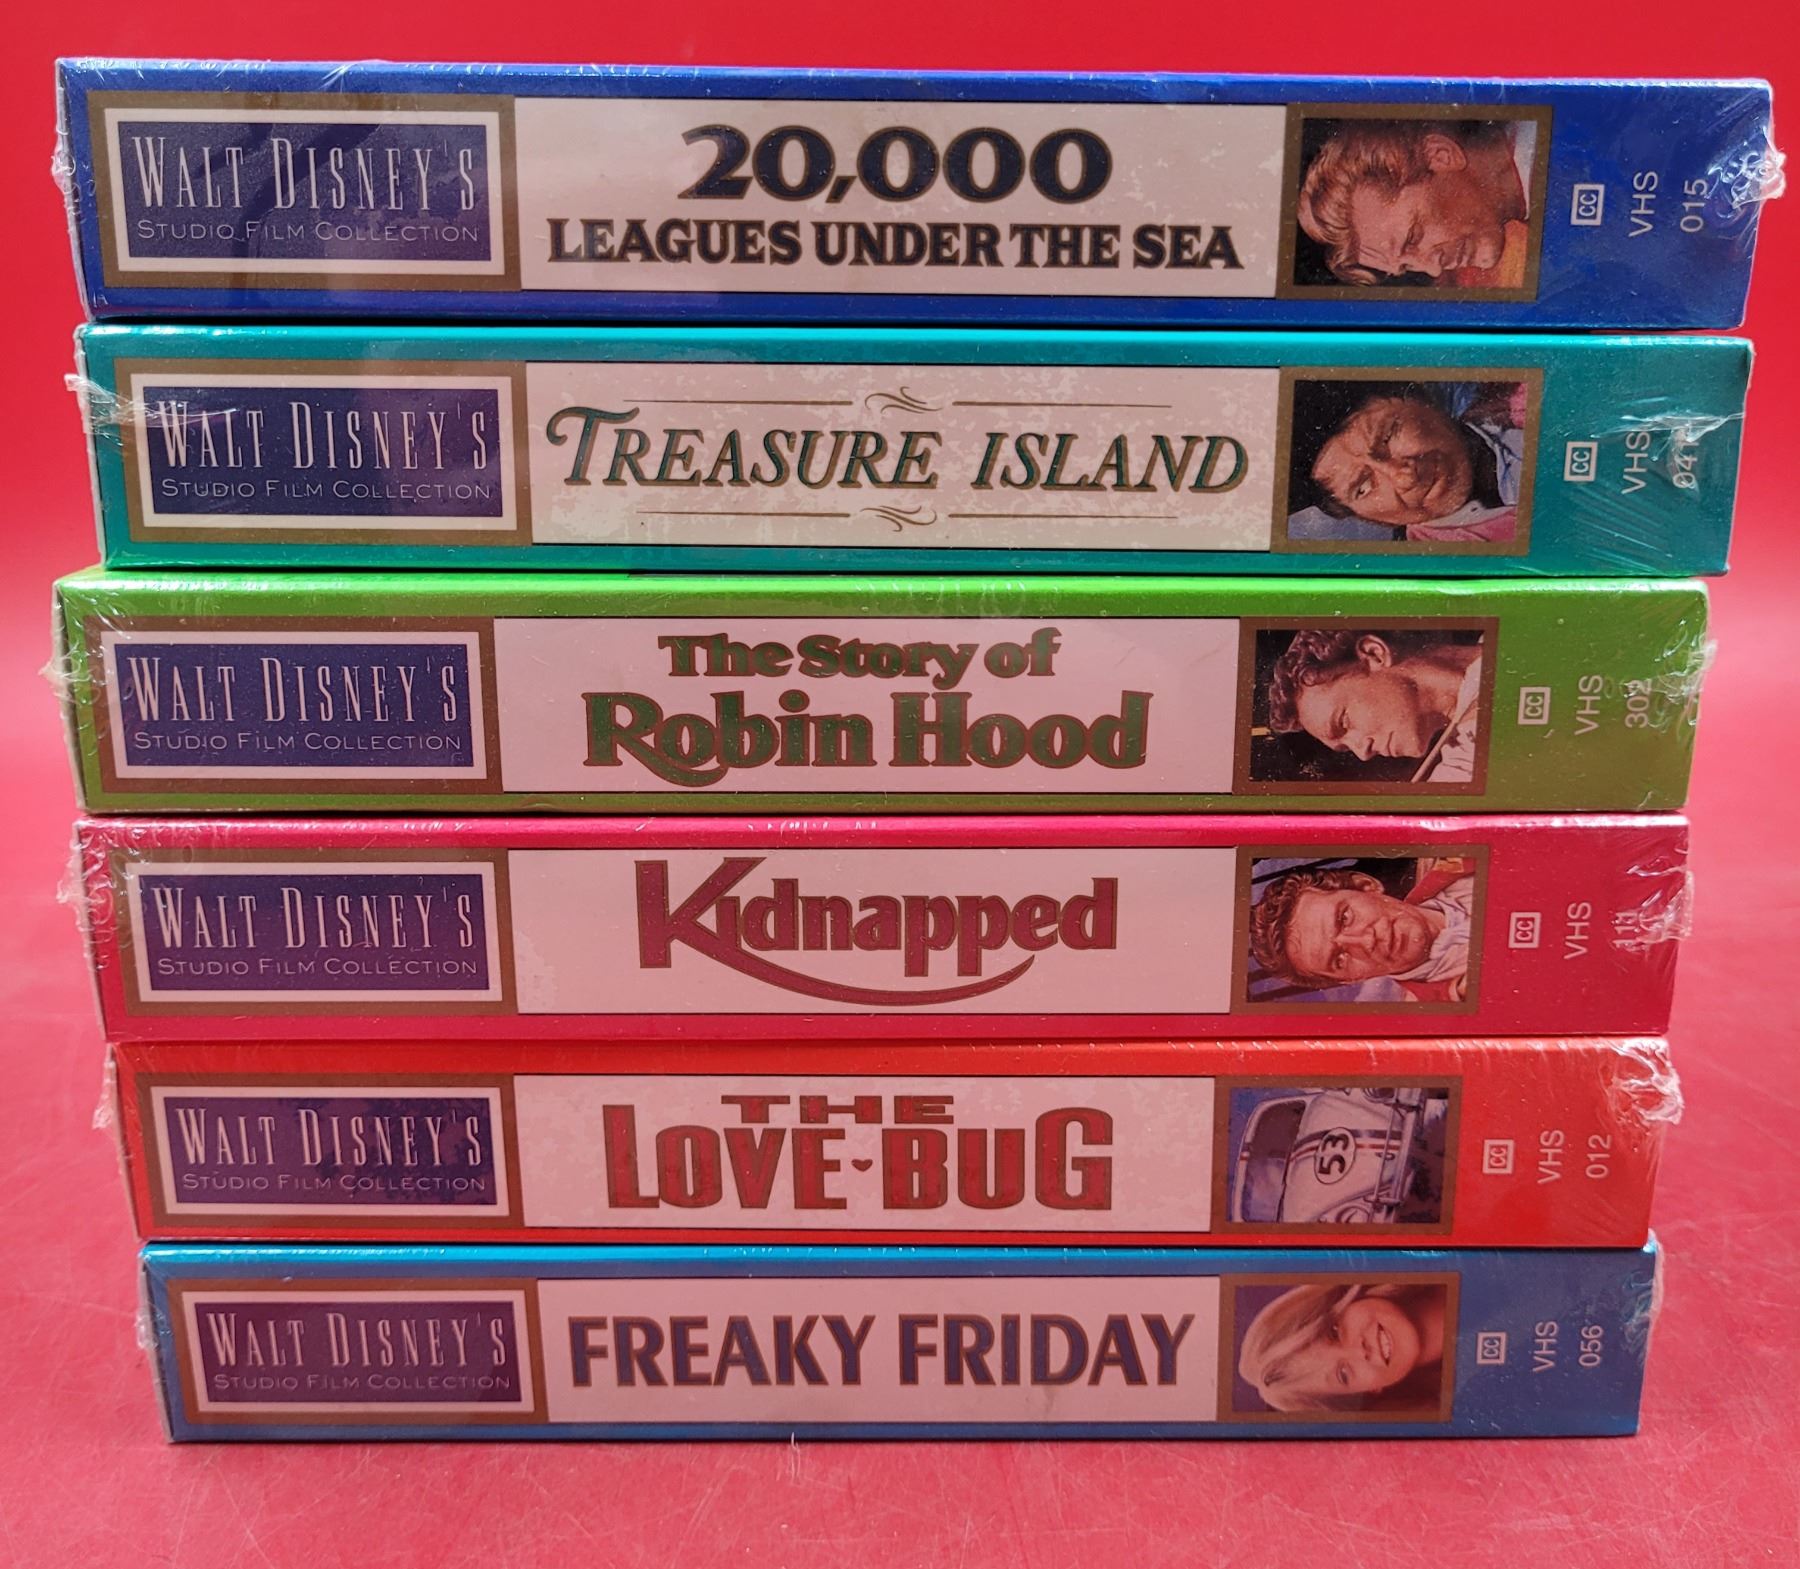 WALT DISNEY'S
STUDIO FILM COLLECTION
20,000
LEAGUES UNDER THE SEA
CC
VHS
015
WALT DISNEY'S
STUDIO FILM COLLECTION
TREASURE ISLAND
CC
VHS
WALT DISNEY'S
STUDIO FILM COLLECTION
The Story of
Robin Hood
CC
VHS
302
WALT DISNEY'S
STUDIO FILM COLLECTION
Kidnapped
CC
VHS
111
WALT DISNEY'S
STUDIO FILM COLLECTION
THE
LOVE BUG
53
CC
VHS
012
WALT DISNEY'S
STUDIO FILM COLLECTION
FREAKY FRIDAY
CC
VHS
056